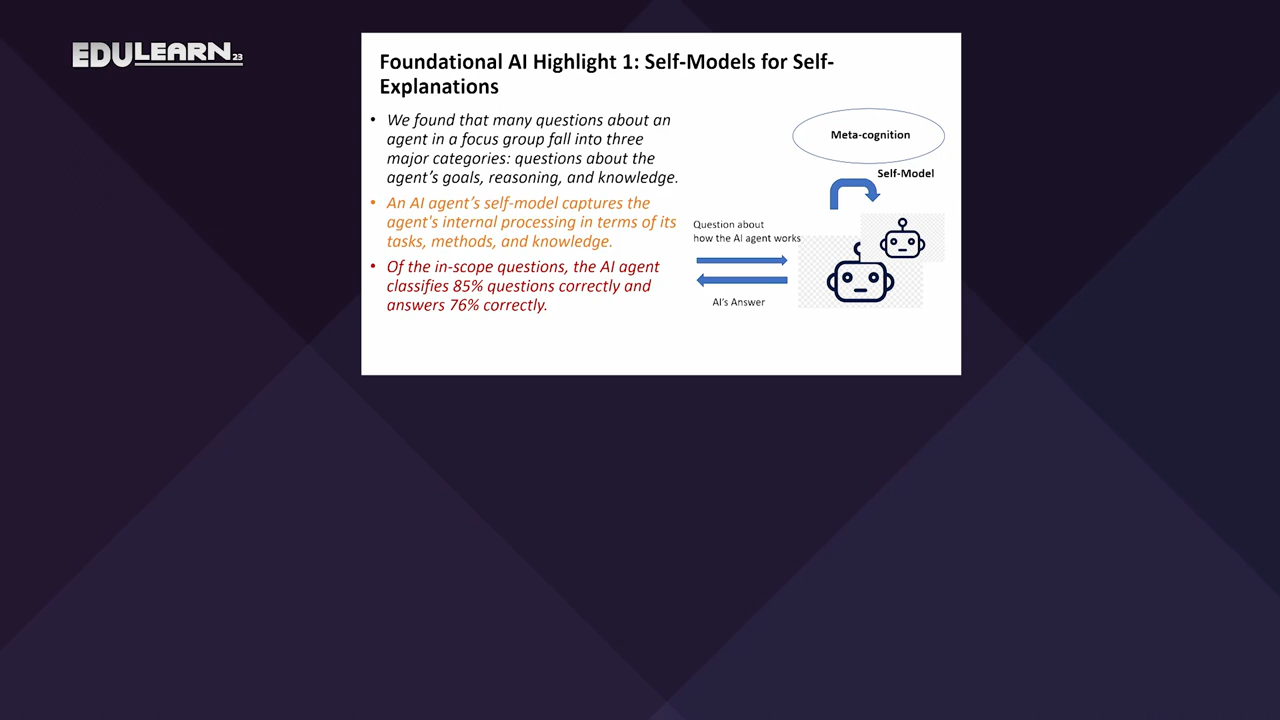 EDULEARN23
Foundational AI Highlight 1: Self-Models for Self-
Explanations
• We found that many questions about an
agent in a focus group fall into three
major categories: questions about the
agent’s goals, reasoning, and knowledge.
• An AI agent’s self-model captures the
agent's internal processing in terms of its
tasks, methods, and knowledge.
• Of the in-scope questions, the AI agent
classifies 85% questions correctly and
answers 76% correctly.
Meta-cognition
Self-Model
Question about
how the AI agent works
AI’s Answer